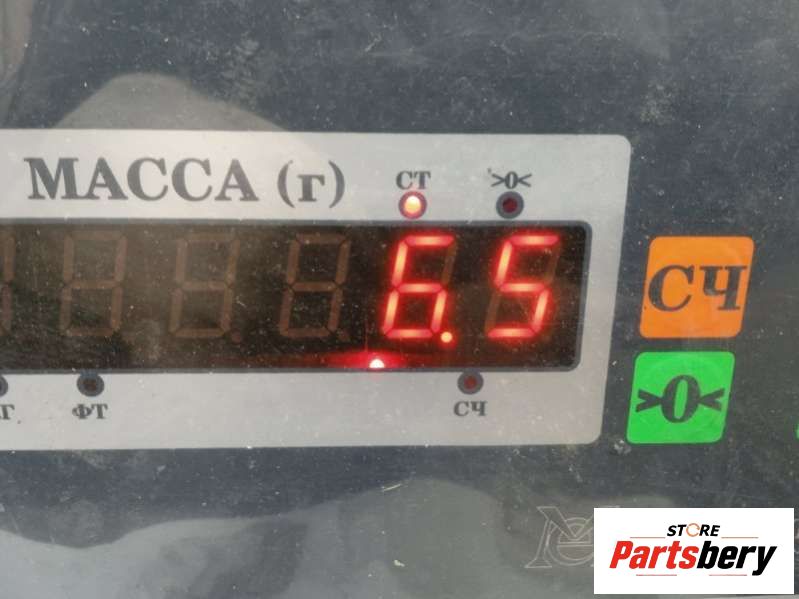 МАССА (г)
СТ
>0<
6.5
СЧ
>0<
ФТ
СЧ
STORE
Partsbery